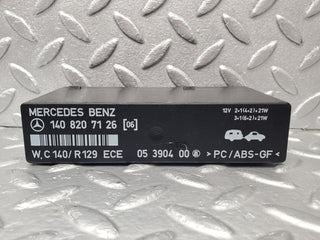 MERCEDES BENZ
140 820 71 26 [06]
W,C 140/R129 ECE 05 3904 00
12V 2+1(4+2)+21W
3+1(6+2)+21W
>PC/ABS-GF<